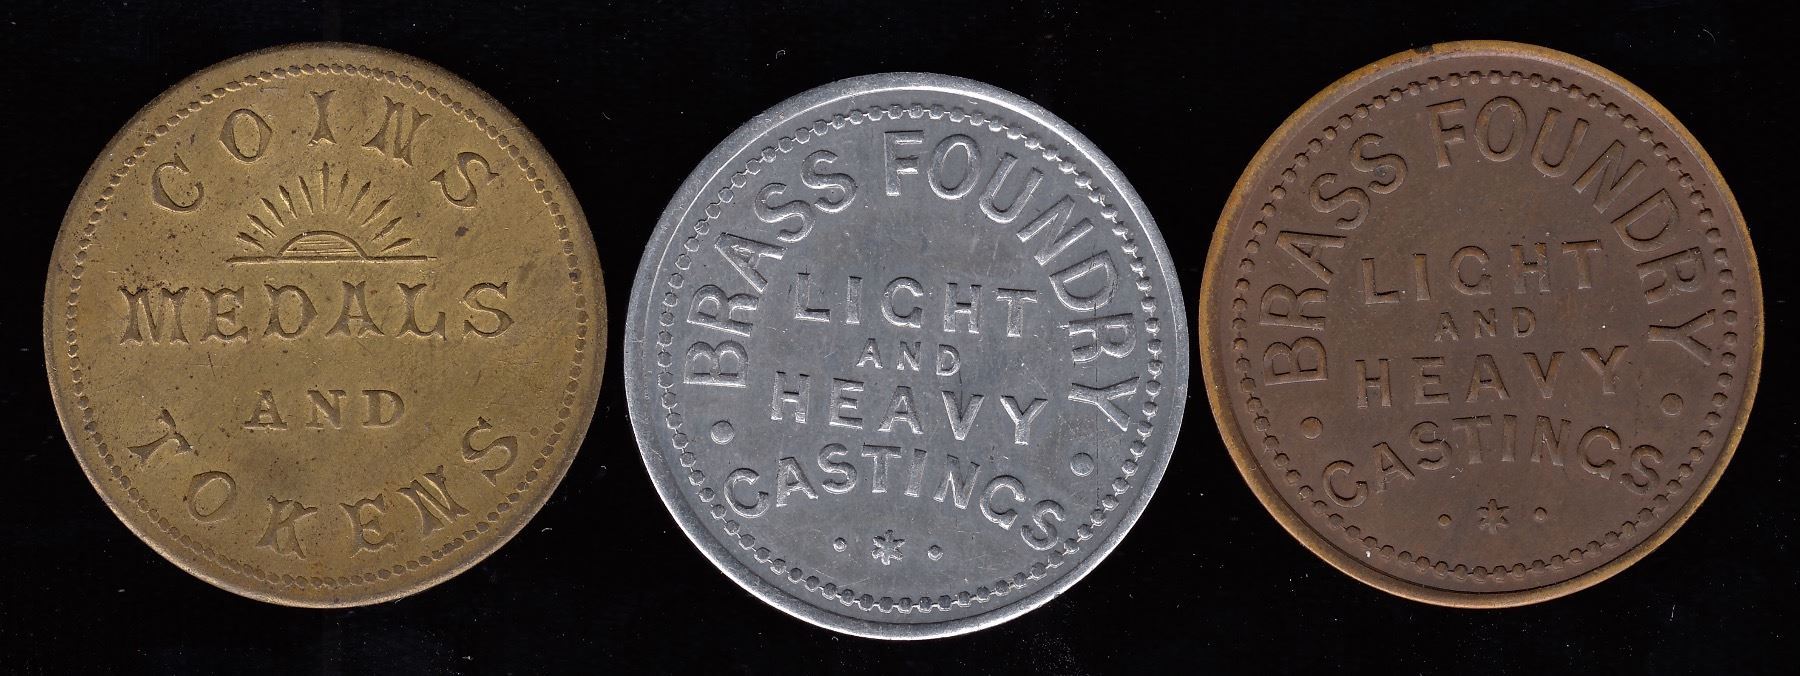 COINS
MEDALS
AND
TOKENS
BRASS FOUNDRY
LIGHT
AND
HEAVY
CASTINGS
BRASS FOUNDRY
LIGHT
AND
HEAVY
CASTINGS